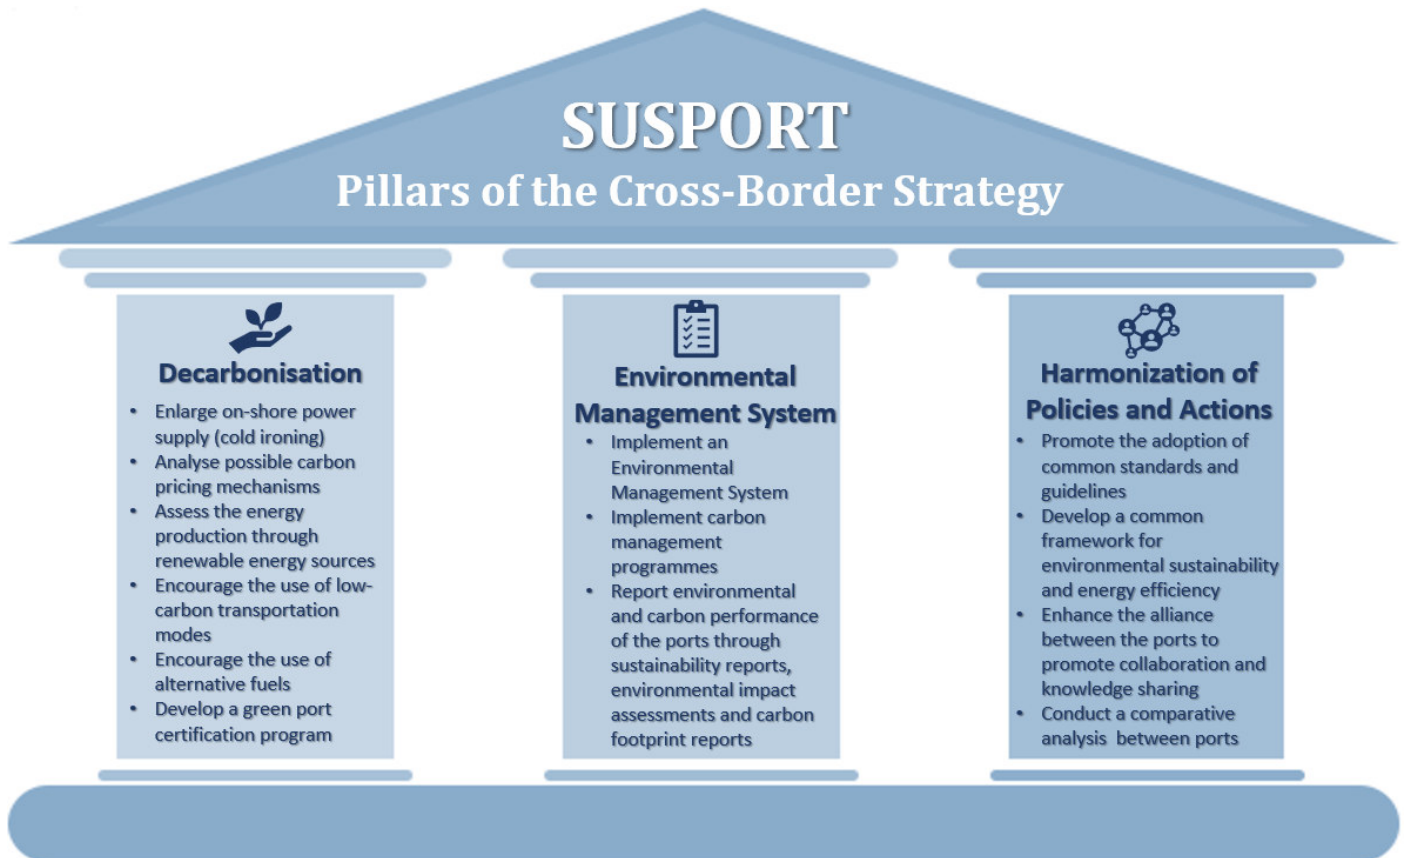 SUSPORT
Pillars of the Cross-Border Strategy
Decarbonisation
• Enlarge on-shore power
supply (cold ironing)
• Analyse possible carbon
pricing mechanisms
• Assess the energy
production through
renewable energy sources
• Encourage the use of low-
carbon transportation
modes
• Encourage the use of
alternative fuels
• Develop a green port
certification program
Environmental
Management System
• Implement an
Environmental
Management System
• Implement carbon
management
programmes
• Report environmental
and carbon performance
of the ports through
sustainability reports,
environmental impact
assessments and carbon
footprint reports
Harmonization of
Policies and Actions
• Promote the adoption of
common standards and
guidelines
• Develop a common
framework for
environmental sustainability
and energy efficiency
• Enhance the alliance
between the ports to
promote collaboration and
knowledge sharing
• Conduct a comparative
analysis  between ports